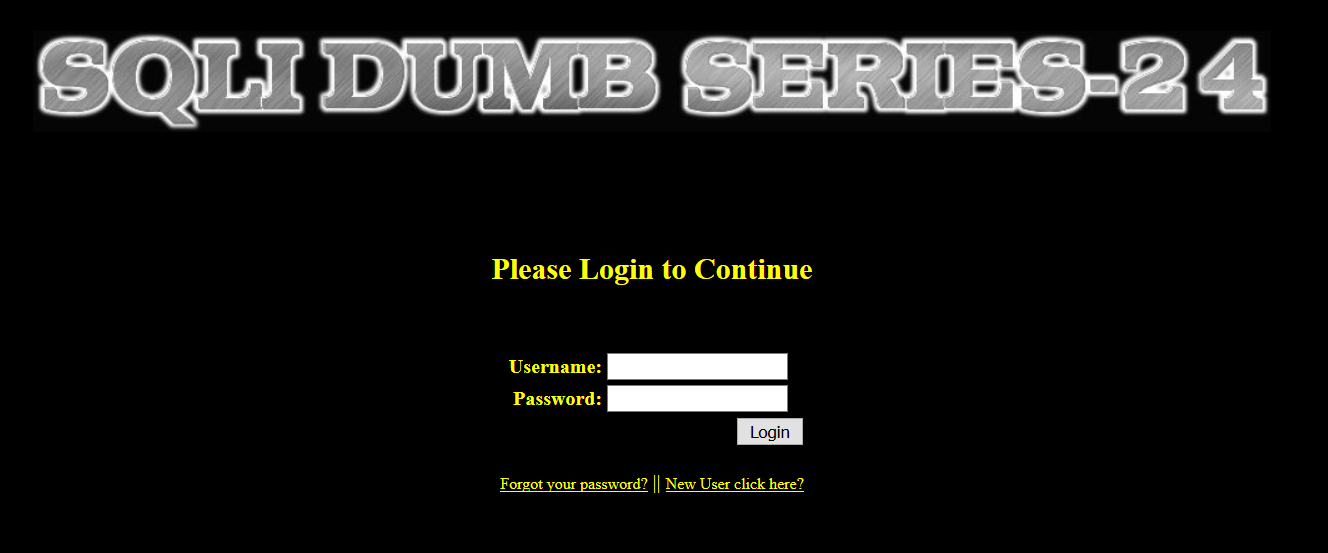 SQLI DUMB SERIES-24
Please Login to Continue
Username:
Password:
Login
Forgot your password? || New User click here?